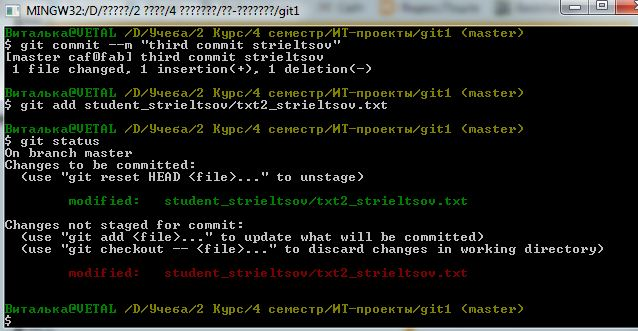 MINGW32:/D/?????/2 ????/4 ???????/??-???????/git1
Виталька@VETAL /D/Учеба/2 Курс/4 семестр/ИТ-проекты/git1 (master)
$ git commit --m "third commit strieltsov"
[master caf0fab] third commit strieltsov
1 file changed, 1 insertion(+), 1 deletion(-)
Виталька@VETAL /D/Учеба/2 Курс/4 семестр/ИТ-проекты/git1 (master)
$ git add student_strieltsov/txt2_strieltsov.txt
Виталька@VETAL /D/Учеба/2 Курс/4 семестр/ИТ-проекты/git1 (master)
$ git status
On branch master
Changes to be committed:
(use "git reset HEAD <file>..." to unstage)
modified: student_strieltsov/txt2_strieltsov.txt
Changes not staged for commit:
(use "git add <file>..." to update what will be committed)
(use "git checkout -- <file>..." to discard changes in working directory)
modified: student_strieltsov/txt2_strieltsov.txt
Виталька@VETAL /D/Учеба/2 Курс/4 семестр/ИТ-проекты/git1 (master)
$